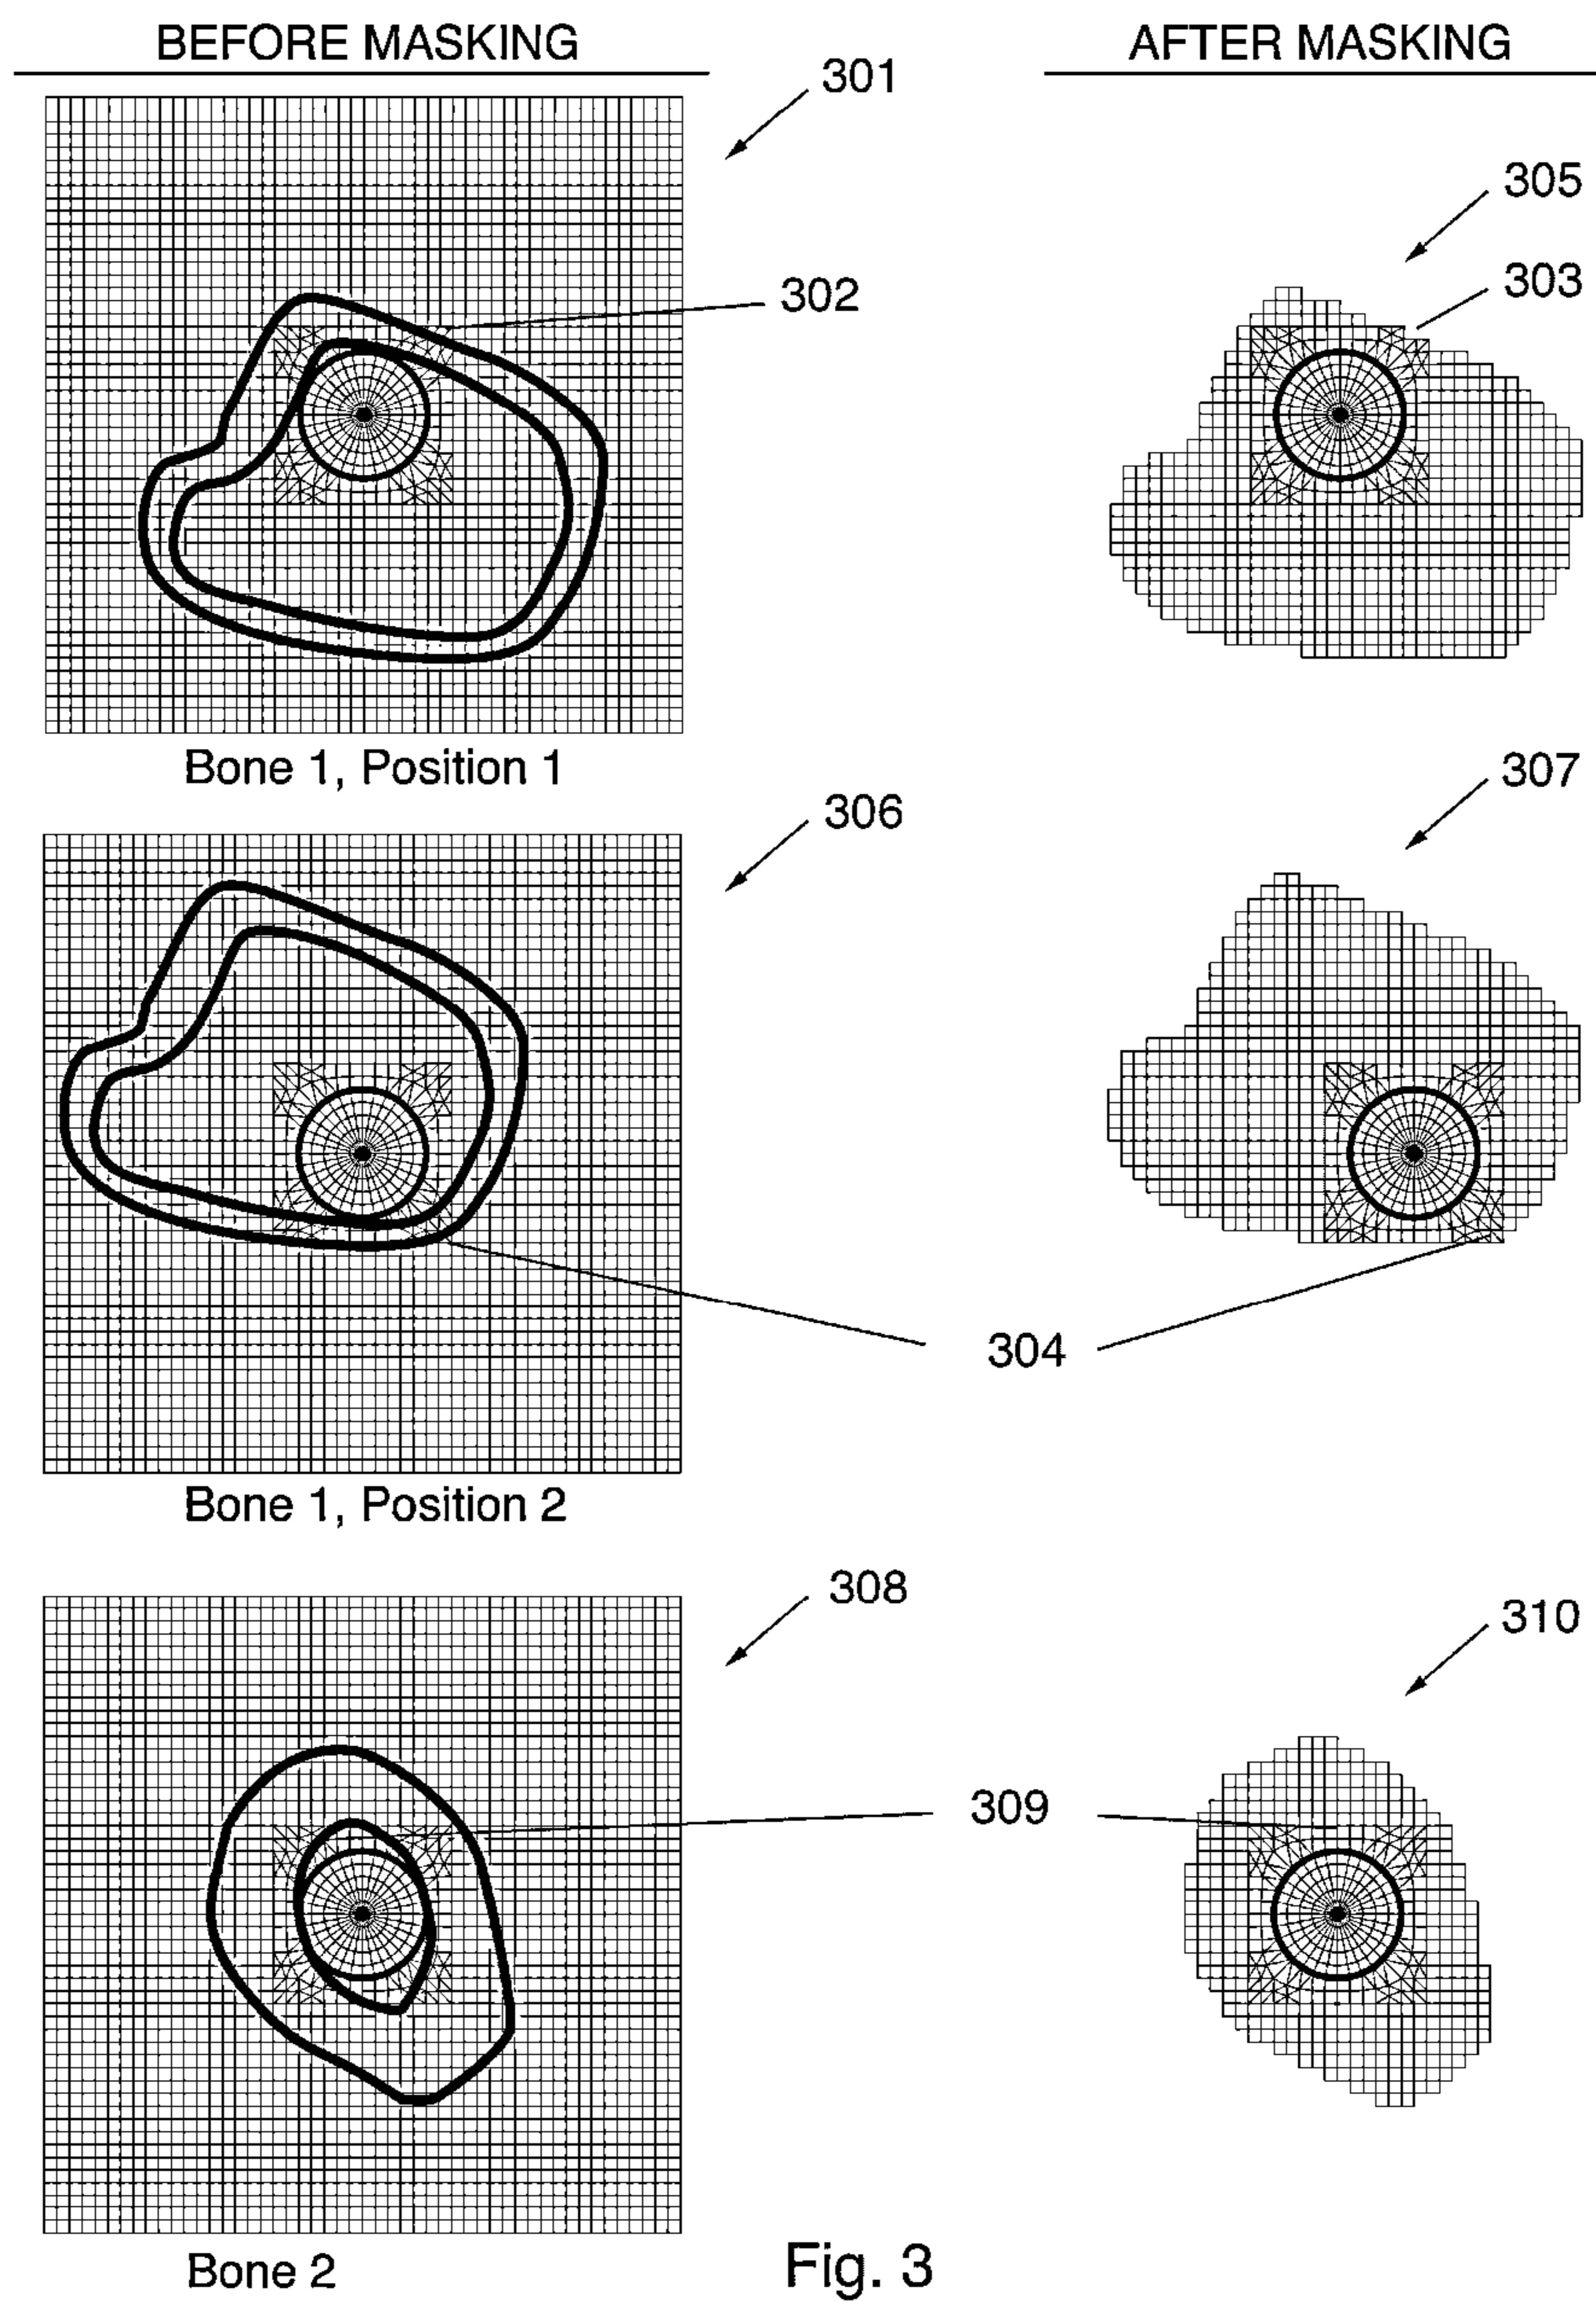 BEFORE MASKING
AFTER MASKING
301
305
303
302
Bone 1, Position 1
307
306
304
Bone 1, Position 2
308
310
309
Bone 2
Fig. 3